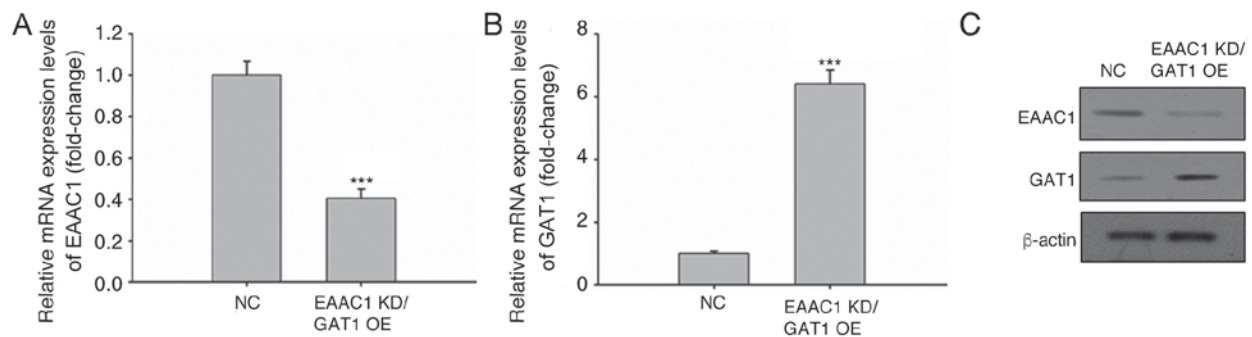 A
Relative mRNA expression levels
of EAAC1 (fold-change)
1.2
1.0
0.8
0.6
0.4
0.2
0.0
***
NC
EAAC1 KD/
GAT1 OE
B
Relative mRNA expression levels
of GAT1 (fold-change)
8
6
4
2
0
***
NC
EAAC1 KD/
GAT1 OE
C
NC
EAAC1 KD/
GAT1 OE
EAAC1
GAT1
β-actin